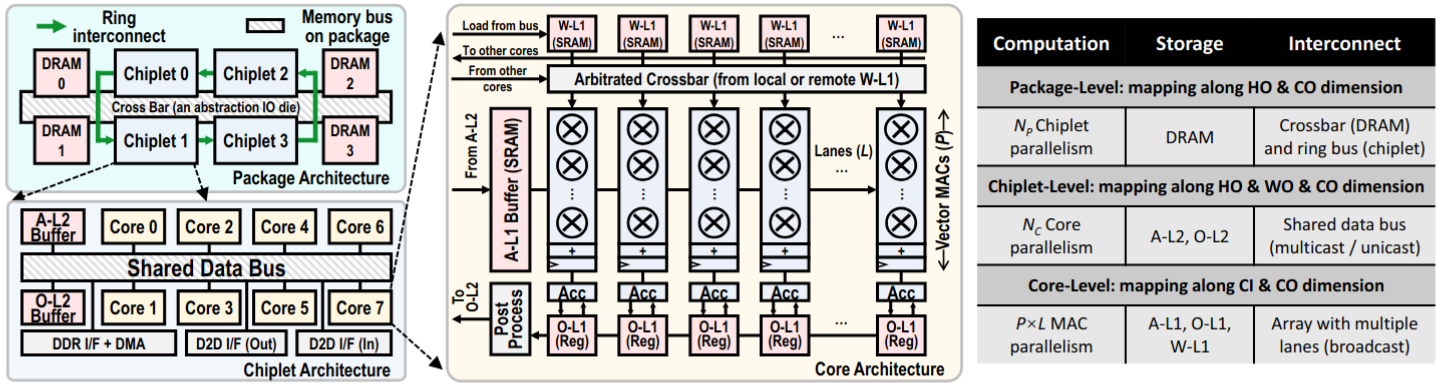 Ring
interconnect
Memory bus
on package
DRAM
0
Chiplet 0
Chiplet 2
DRAM
2
Cross Bar (an abstraction IO die)
DRAM
1
Chiplet 1
Chiplet 3
DRAM
3
Package Architecture
A-L2
Buffer
Core 0
Core 2
Core 4
Core 6
Shared Data Bus
O-L2
Buffer
Core 1
Core 3
Core 5
Core 7
DDR I/F + DMA
D2D I/F (Out)
D2D I/F (In)
Chiplet Architecture
Load from bus
To other cores
From other
cores
W-L1
(SRAM)
W-L1
(SRAM)
W-L1
(SRAM)
W-L1
(SRAM)
...
W-L1
(SRAM)
Arbitrated Crossbar (from local or remote W-L1)
From A-L2
A-L1 Buffer (SRAM)
Lanes (L)
...
Vector MACs (P)
+
+
+
+
+
To
O-L2
Post
Process
Acc
Acc
Acc
Acc
Acc
O-L1
(Reg)
O-L1
(Reg)
O-L1
(Reg)
O-L1
(Reg)
...
O-L1
(Reg)
Core Architecture
Computation Storage Interconnect
Package-Level: mapping along HO & CO dimension
NP Chiplet
parallelism
DRAM
Crossbar (DRAM)
and ring bus (chiplet)
Chiplet-Level: mapping along HO & WO & CO dimension
NC Core
parallelism
A-L2, O-L2
Shared data bus
(multicast / unicast)
Core-Level: mapping along CI & CO dimension
P×L MAC
parallelism
A-L1, O-L1,
W-L1
Array with multiple
lanes (broadcast)